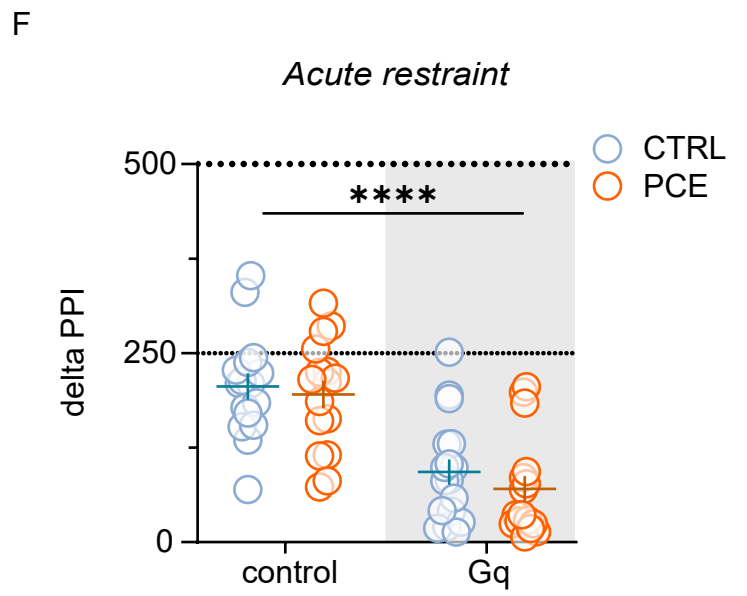 F
Acute restraint
CTRL
PCE
500
****
250
delta PPI
0
control
Gq